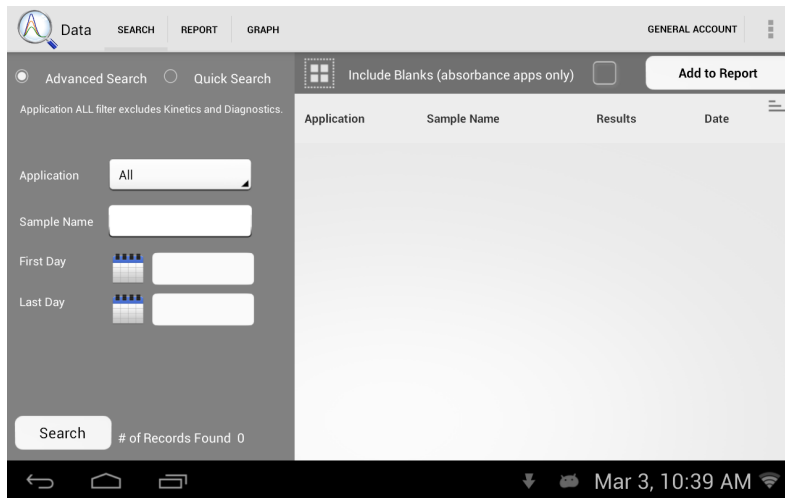 Data SEARCH REPORT GRAPH GENERAL ACCOUNT
Advanced Search Quick Search
Application ALL filter excludes Kinetics and Diagnostics.
Application All
Sample Name
First Day
Last Day
Search # of Records Found 0
Include Blanks (absorbance apps only) Add to Report
Application Sample Name Results Date
Mar 3, 10:39 AM